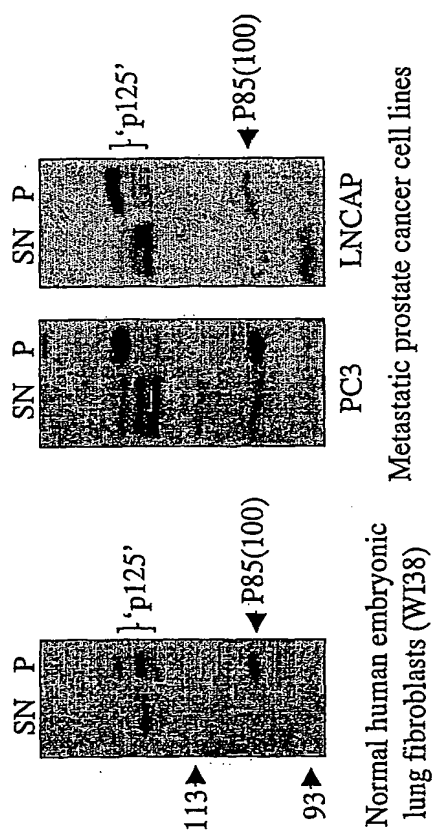 SN P
'p125'
P85(100)
113
93
Normal human embryonic
lung fibroblasts (WI38)
SN P
SN P
'p125'
P85(100)
PC3
LNCAP
Metastatic prostate cancer cell lines